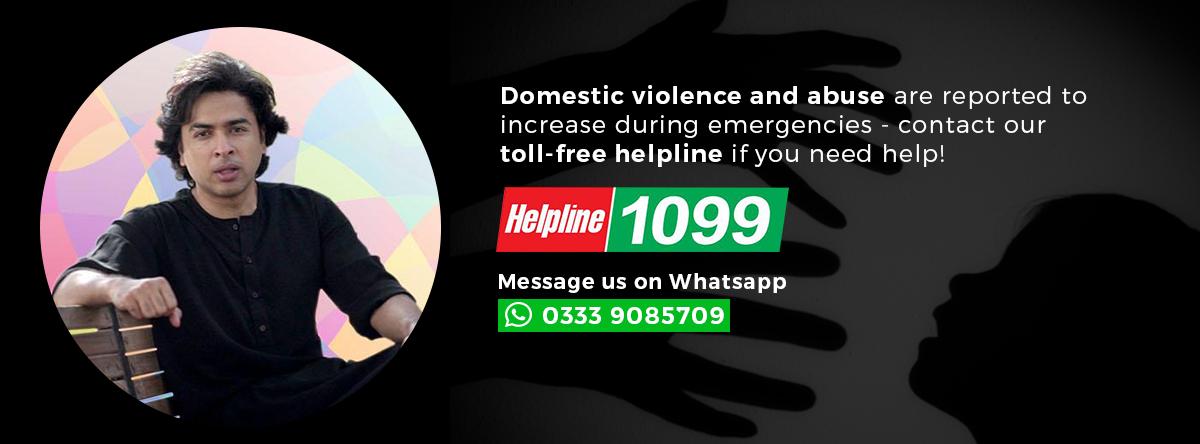 Domestic violence and abuse are reported to
increase during emergencies - contact our
toll-free helpline if you need help!
Helpline 1099
Message us on Whatsapp
0333 9085709